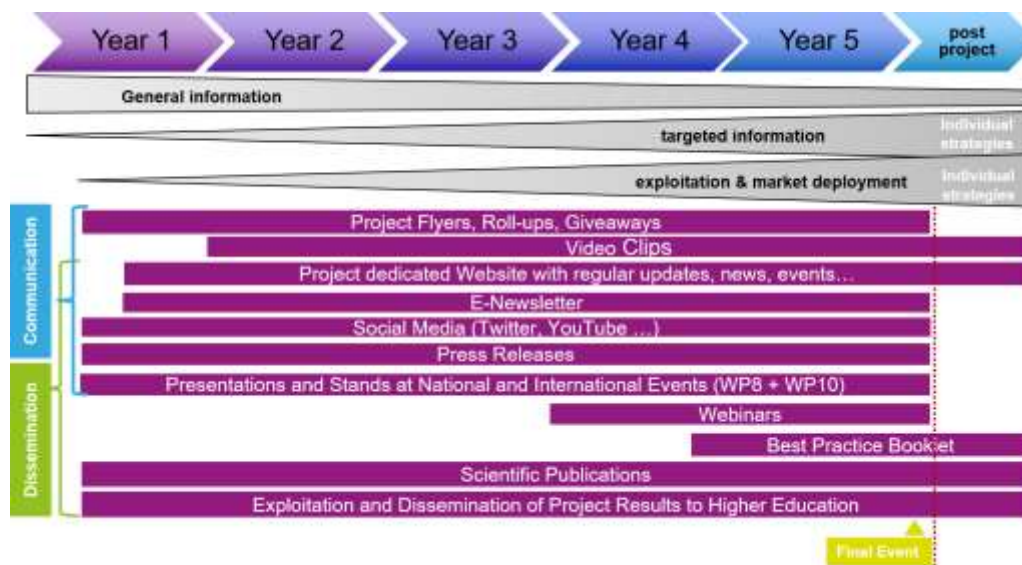 Year 1
Year 2
Year 3
Year 4
Year 5
post
project
General information
targeted information
Individual
strategies
exploitation & market deployment
Individual
strategies
Communication
Dissemination
Project Flyers, Roll-ups, Giveaways
Video Clips
Project dedicated Website with regular updates, news, events...
E-Newsletter
Social Media (Twitter, YouTube ...)
Press Releases
Presentations and Stands at National and International Events (WP8 + WP10)
Webinars
Best Practice Booklet
Scientific Publications
Exploitation and Dissemination of Project Results to Higher Education
Final Event